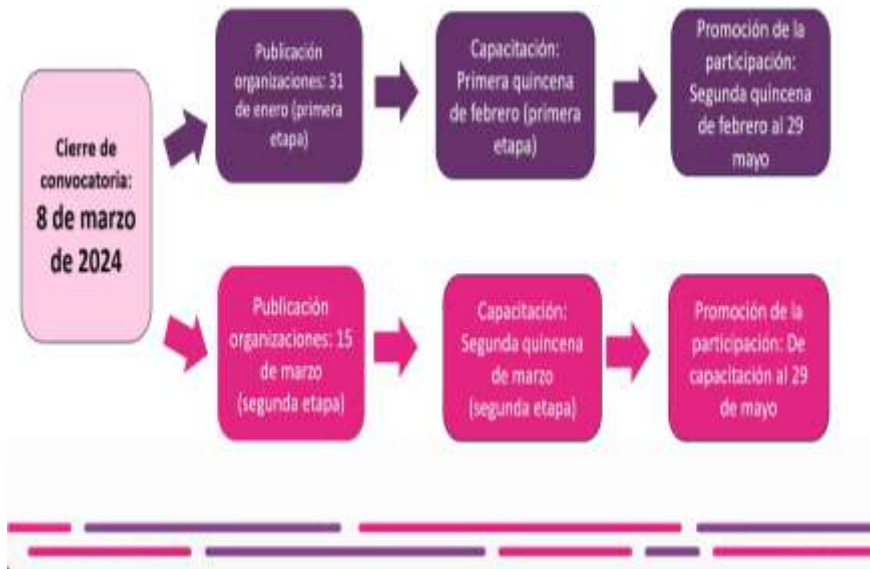 Cierre de
convocatoria:
8 de marzo
de 2024
Publicación
organizaciones: 31
de enero (primera
etapa)
Capacitación:
Primera quincena
de febrero (primera
etapa)
Promoción de la
participación:
Segunda quincena
de febrero al 29
mayo
Publicación
organizaciones: 15
de marzo
(segunda etapa)
Capacitación:
Segunda quincena
de marzo
(segunda etapa)
Promoción de la
participación: De
capacitación al 29
de mayo